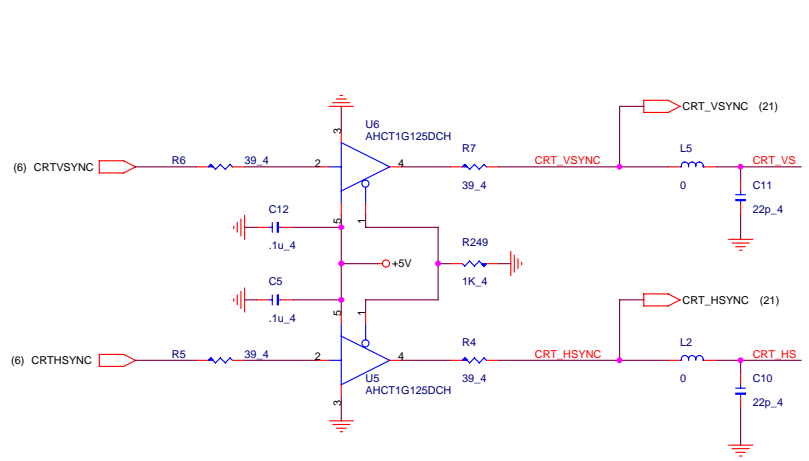 CRT_VSYNC (21)
U6
AHCT1G125DCH
3
(6) CRTVSYNC
R6
39_4
2
4
R7
39_4
CRT_VSYNC
L5
0
CRT_VS
C11
22p_4
5
1
C12
.1u_4
+5V
R249
1K_4
C5
.1u_4
5
1
CRT_HSYNC (21)
(6) CRTHSYNC
R5
39_4
2
4
R4
39_4
CRT_HSYNC
L2
0
CRT_HS
C10
22p_4
U5
AHCT1G125DCH
3